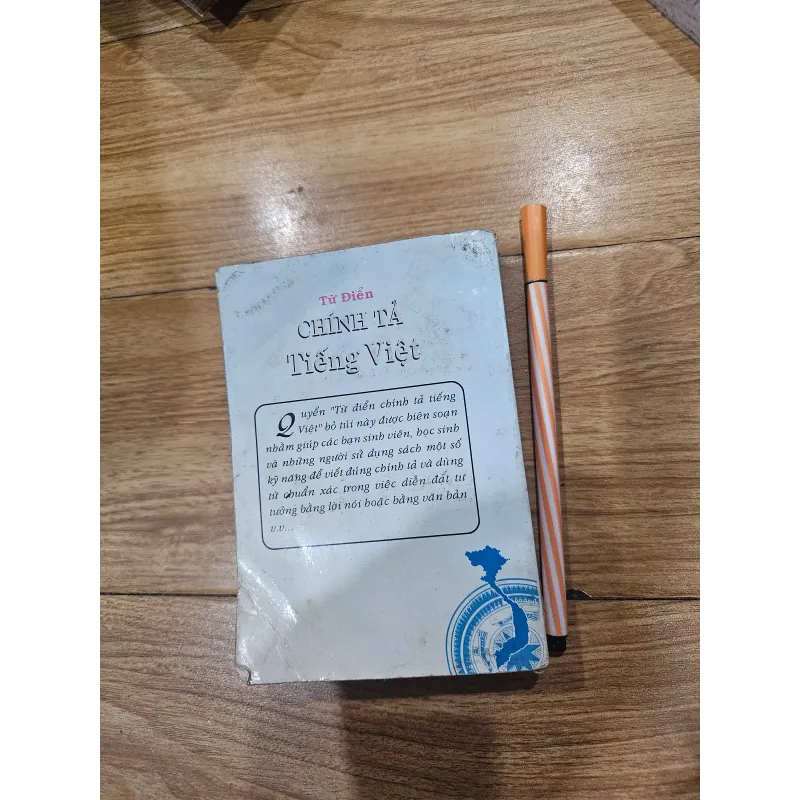 Từ Điển
CHÍNH TẢ
Tiếng Việt
Quyển "Từ điển chính tả tiếng
Việt" bỏ túi này được biên soạn
nhằm giúp các bạn sinh viên, học sinh
và những người sử dụng sách một số
kỹ năng để viết đúng chính tả và dùng
từ chuẩn xác trong việc diễn đạt tư
tưởng bằng lời nói hoặc bằng văn bản
v.v...